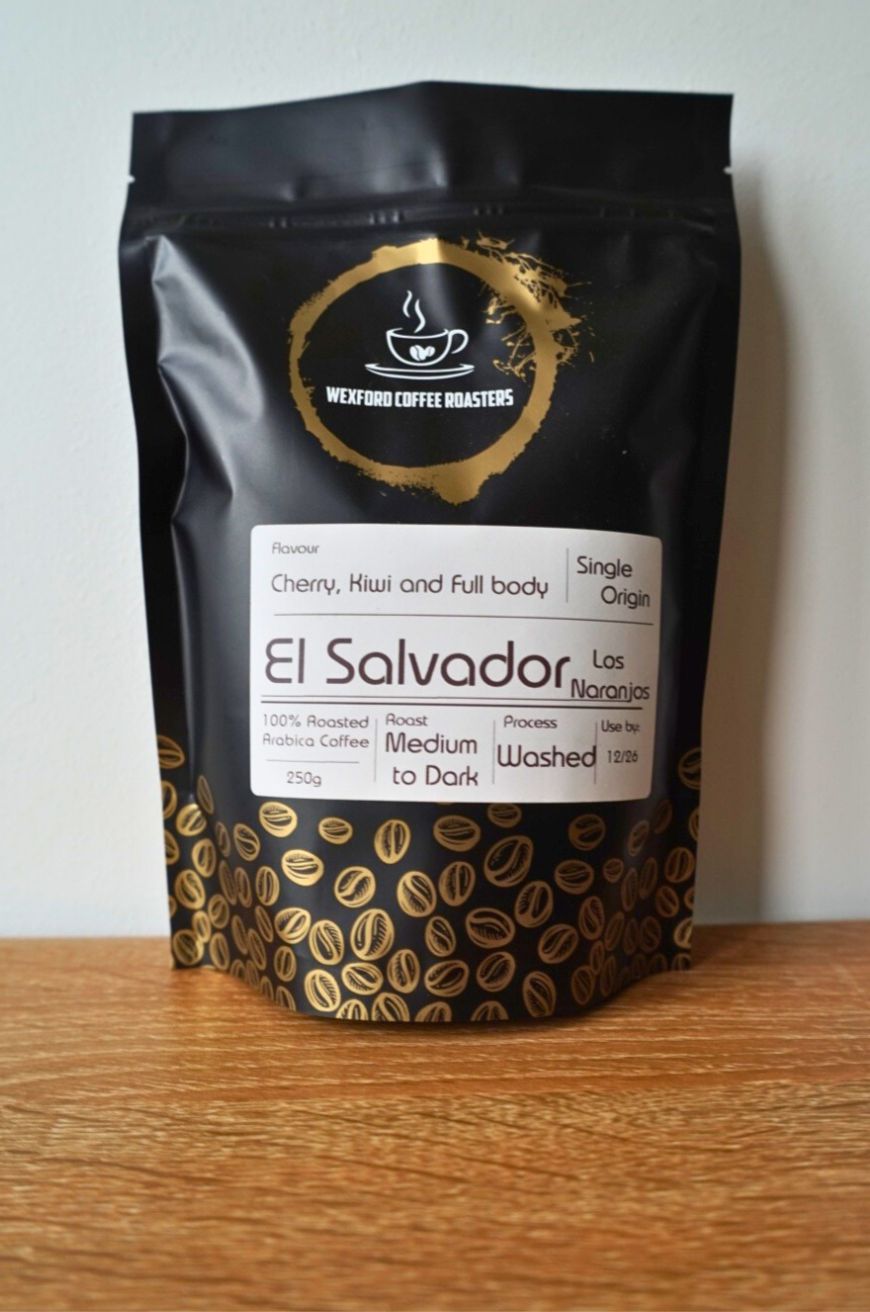 WEXFORD COFFEE ROASTERS
Flavour
Cherry, Kiwi and Full body
Single
Origin
El Salvador
Los
Naranjos
100% Roasted
Arabica Coffee
250g
Roast
Medium
to Dark
Process
Washed
Use by:
12/26